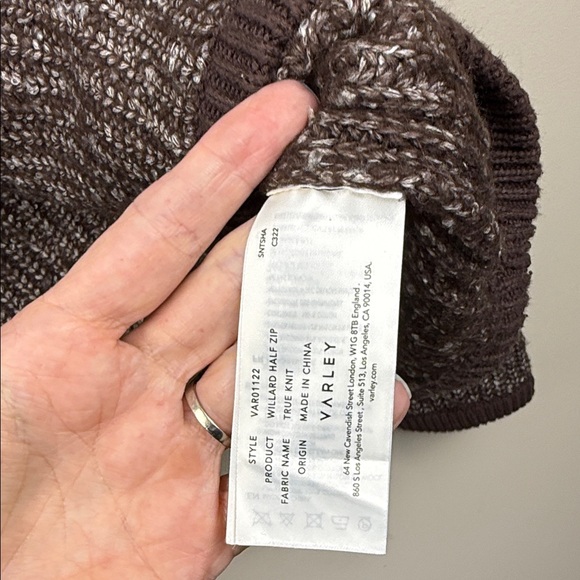 SNTSHA
C322
STYLE VAR01122
PRODUCT WILLARD HALF ZIP
FABRIC NAME TRUE KNIT
ORIGIN MADE IN CHINA
VARLEY
64 New Cavendish Street London, W1G 8TB England,
860 S Los Angeles Street, Suite 513, Los Angeles, CA 90014, USA.
varley.com